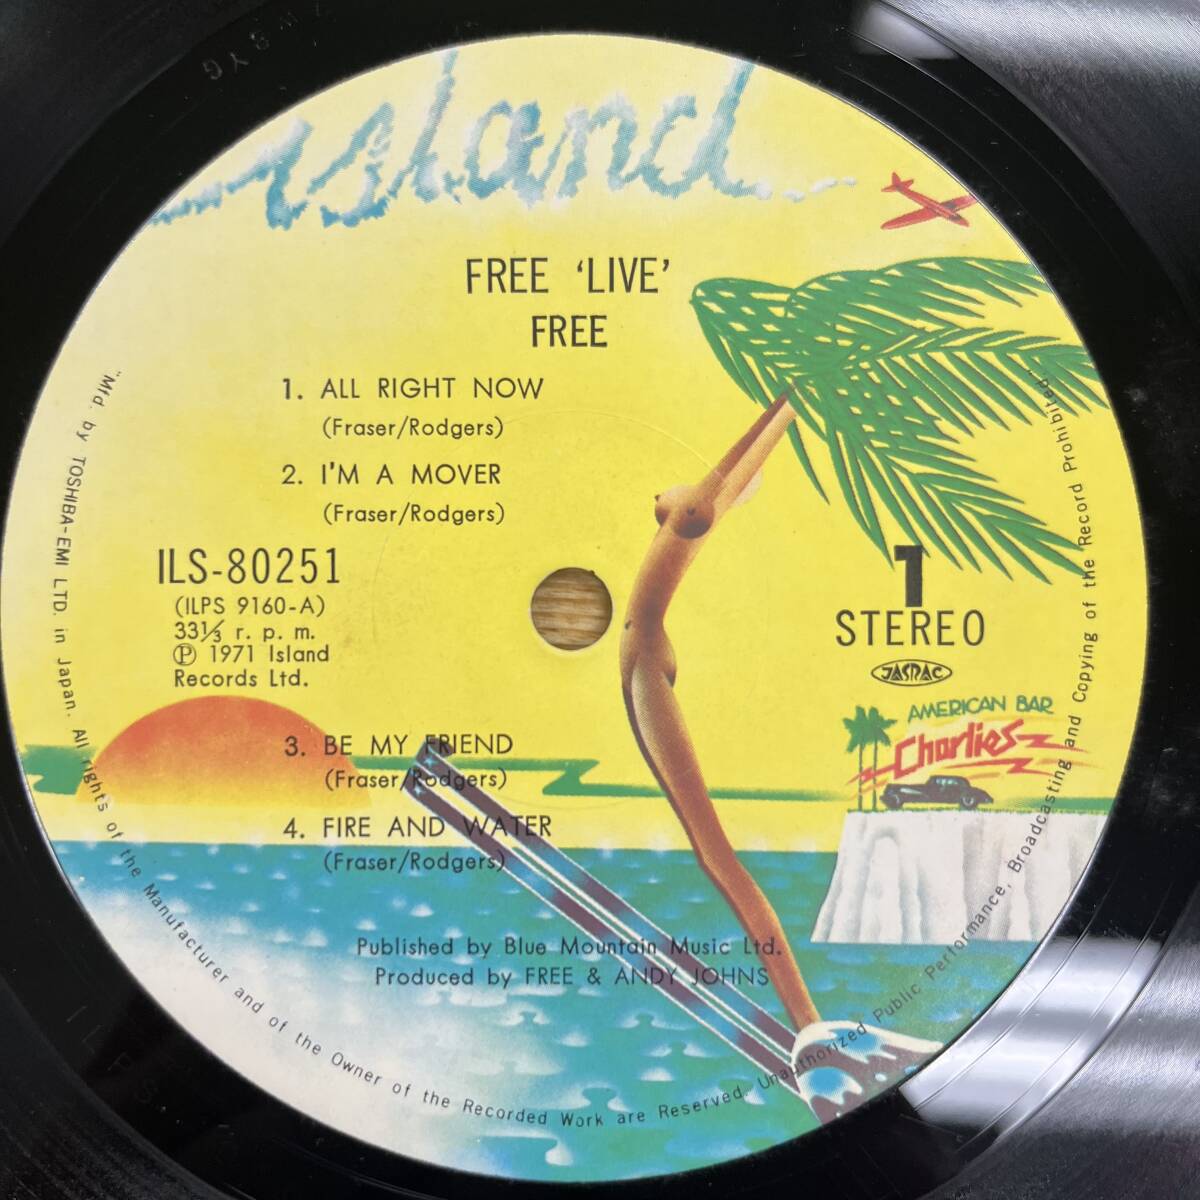 island
FREE ‘LIVE’
FREE
1. ALL RIGHT NOW
(Fraser/Rodgers)
2. I'M A MOVER
(Fraser/Rodgers)
ILS-80251
(ILPS 9160-A)
33⅓ r. p. m.
Ⓟ 1971 Island
Records Ltd.
1
STEREO
JASRAC
AMERICAN BAR
Charlies
3. BE MY FRIEND
(Fraser/Rodgers)
4. FIRE AND WATER
(Fraser/Rodgers)
Published by Blue Mountain Music Ltd.
Produced by FREE & ANDY JOHNS
"Mfd. by TOSHIBA-EMI LTD. in Japan. All rights of the Manufacturer and of the Owner of the Recorded Work are Reserved. Unauthorized Public Performance, Broadcasting and Copying of the Record Prohibited."